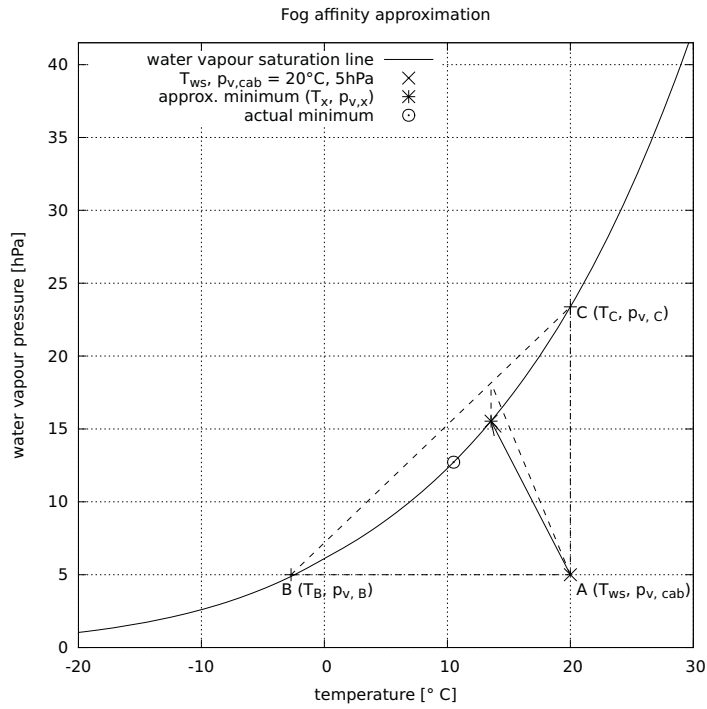 Fog affinity approximation
water vapour saturation line
T_ws, p_v,cab = 20°C, 5hPa
approx. minimum (T_x, p_v,x)
actual minimum
40
35
30
25
20
15
10
5
0
water vapour pressure [hPa]
C (T_C, p_v, C)
B (T_B, p_v, B)
A (T_ws, p_v, cab)
-20
-10
0
10
20
30
temperature [° C]